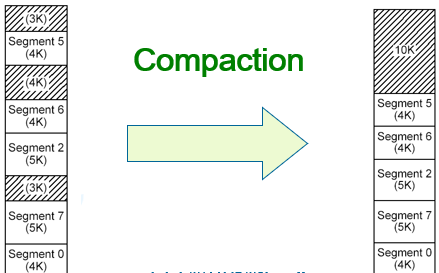 (3K)
Segment 5
(4K)
(4K)
Segment 6
(4K)
Segment 2
(5K)
(3K)
Segment 7
(5K)
Segment 0
(4K)
Compaction
10K
Segment 5
(4K)
Segment 6
(4K)
Segment 2
(5K)
Segment 7
(5K)
Segment 0
(4K)